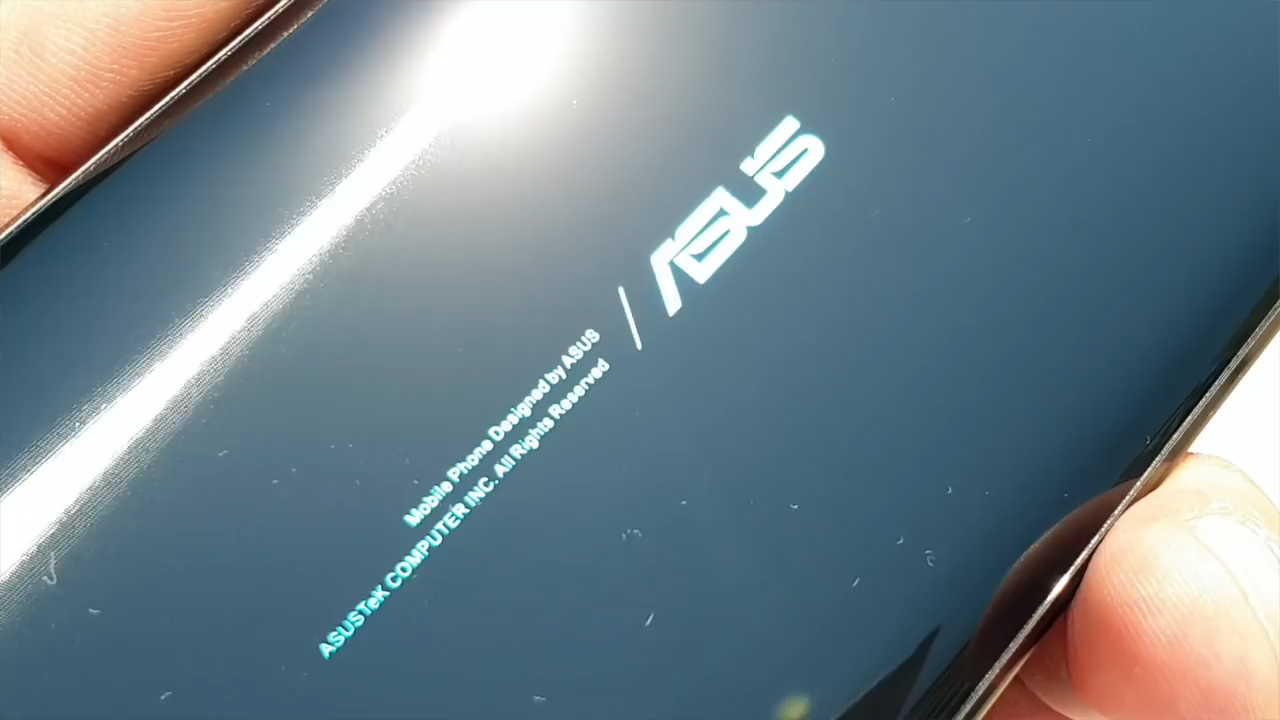 ASUS
/
Mobile Phone Designed by ASUS
ASUSTeK COMPUTER INC. All Rights Reserved